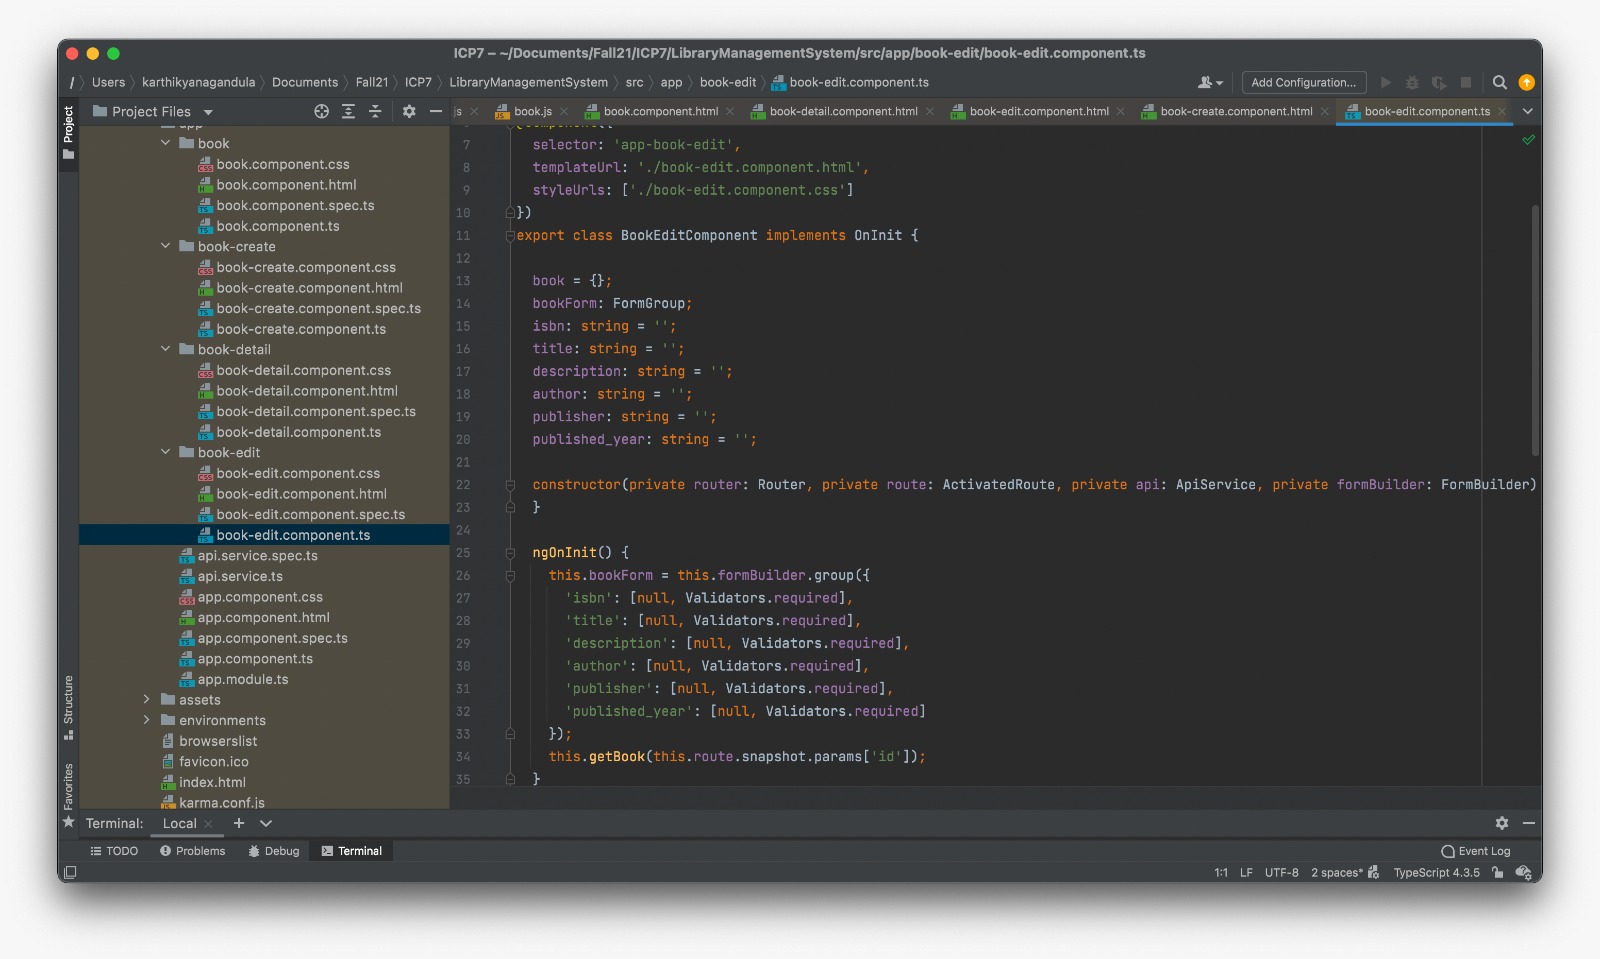 ICP7 – ~/Documents/Fall21/ICP7/LibraryManagementSystem/src/app/book-edit/book-edit.component.ts
/ Users karthikyanagandula Documents Fall21 ICP7 LibraryManagementSystem src app book-edit book-edit.component.ts
Add Configuration...
Project
Project Files
js book.js book.component.html book-detail.component.html book-edit.component.html book-create.component.html book-edit.component.ts
app
book
book.component.css
book.component.html
book.component.spec.ts
book.component.ts
book-create
book-create.component.css
book-create.component.html
book-create.component.spec.ts
book-create.component.ts
book-detail
book-detail.component.css
book-detail.component.html
book-detail.component.spec.ts
book-detail.component.ts
book-edit
book-edit.component.css
book-edit.component.html
book-edit.component.spec.ts
book-edit.component.ts
api.service.spec.ts
api.service.ts
app.component.css
app.component.html
app.component.spec.ts
app.component.ts
app.module.ts
assets
environments
browserslist
favicon.ico
index.html
karma.conf.js
Structure
Favorites
7 selector: 'app-book-edit',
8 templateUrl: './book-edit.component.html',
9 styleUrls: ['./book-edit.component.css']
10 })
11 export class BookEditComponent implements OnInit {
12
13 book = {};
14 bookForm: FormGroup;
15 isbn: string = '';
16 title: string = '';
17 description: string = '';
18 author: string = '';
19 publisher: string = '';
20 published_year: string = '';
21
22 constructor(private router: Router, private route: ActivatedRoute, private api: ApiService, private formBuilder: FormBuilder)
23 }
24
25 ngOnInit() {
26 this.bookForm = this.formBuilder.group({
27 'isbn': [null, Validators.required],
28 'title': [null, Validators.required],
29 'description': [null, Validators.required],
30 'author': [null, Validators.required],
31 'publisher': [null, Validators.required],
32 'published_year': [null, Validators.required]
33 });
34 this.getBook(this.route.snapshot.params['id']);
35 }
Terminal: Local
TODO Problems Debug Terminal Event Log
1:1 LF UTF-8 2 spaces* TypeScript 4.3.5